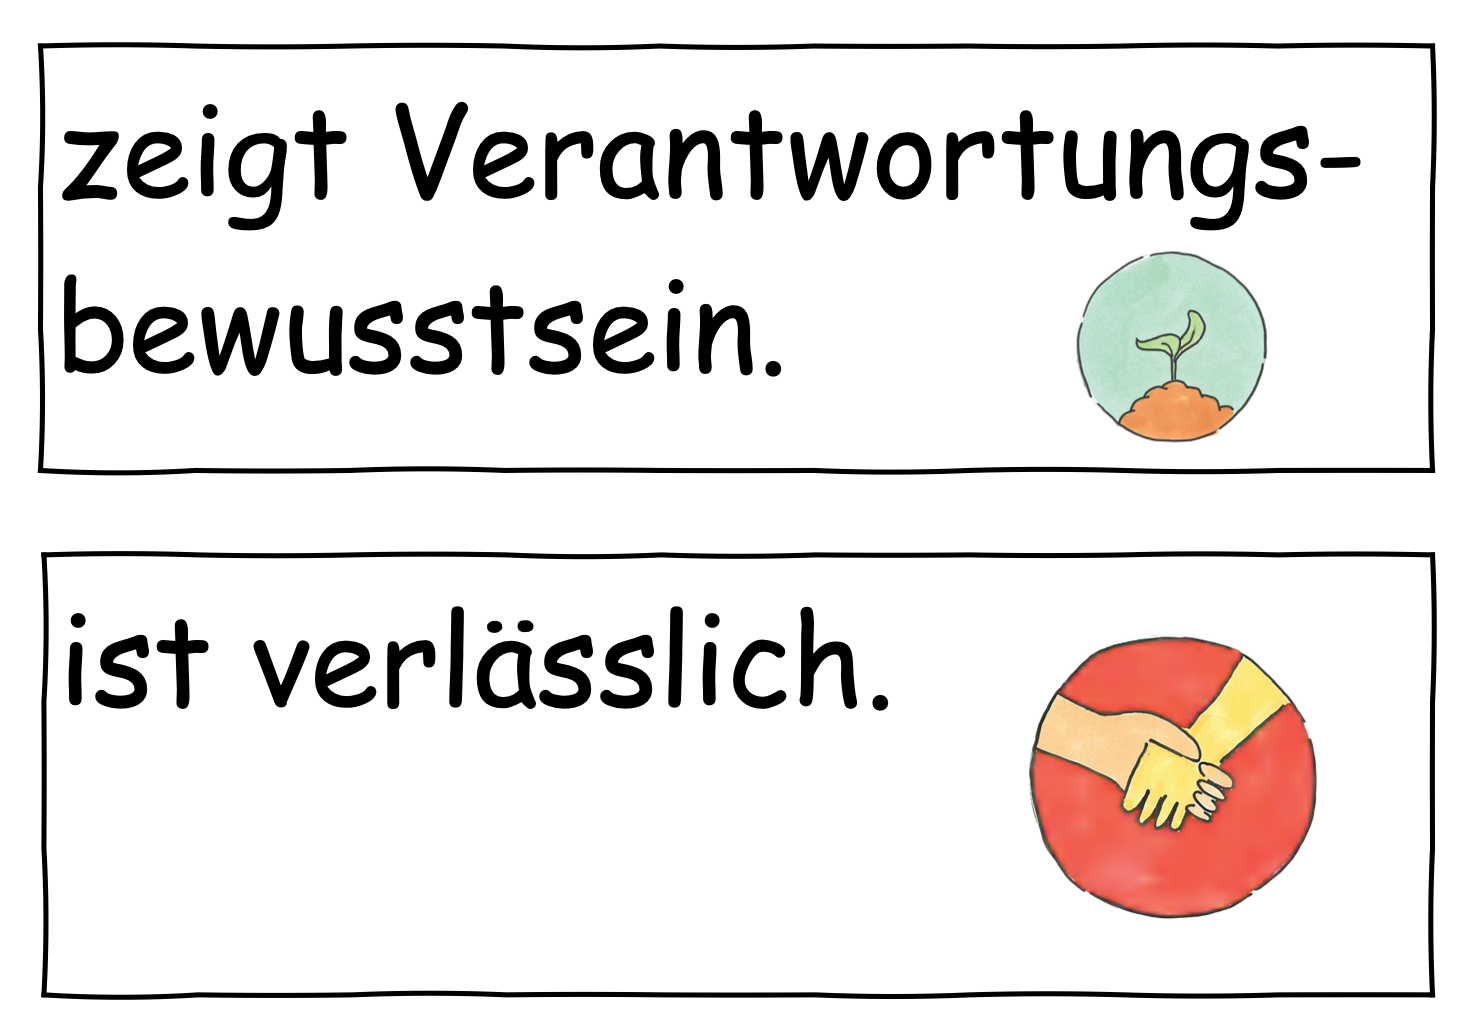 zeigt Verantwortungs-
bewusstsein.
ist verlässlich.